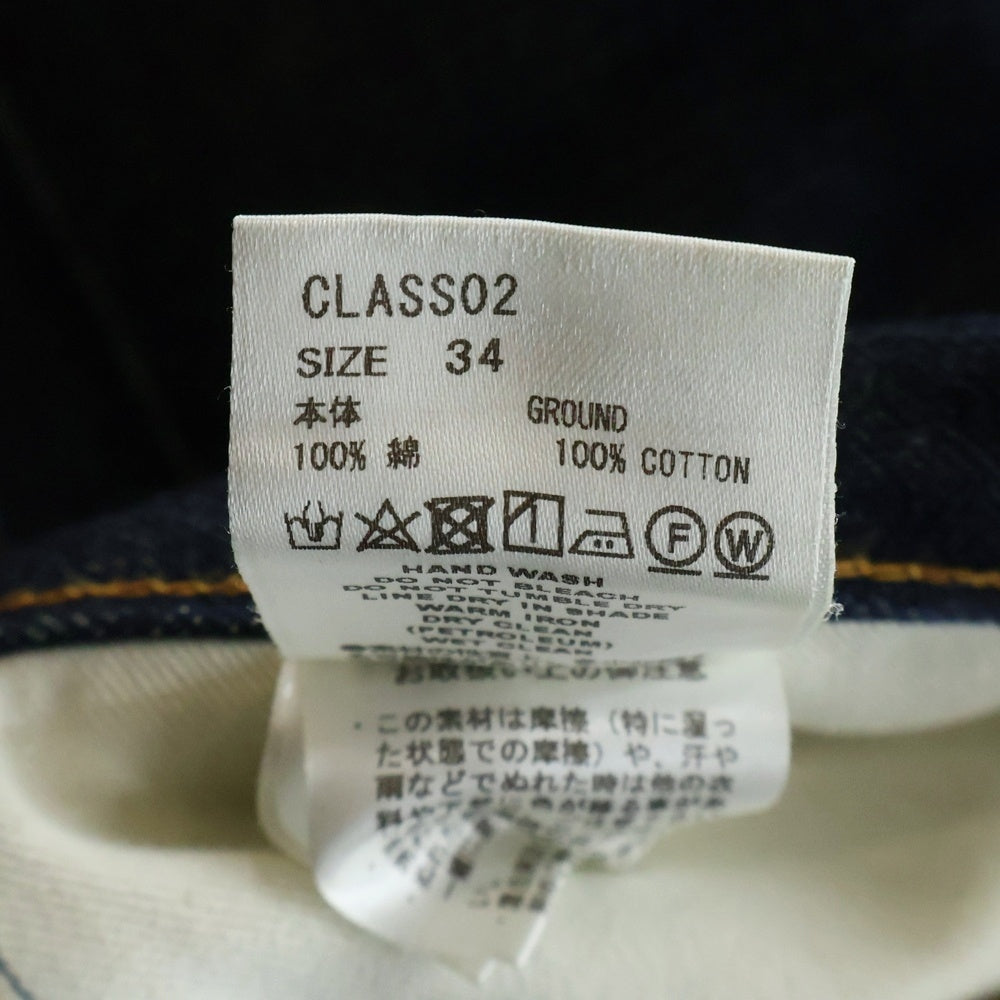 CLASS02
SIZE 34
本体 GROUND
100% 綿 100% COTTON
F W
HAND WASH
DO NOT BLEACH
DO NOT TUMBLE DRY
LINE DRY IN SHADE
WARM IRON
DRY CLEAN
(PETROLEUM)
WET CLEAN
お取扱い上の御注意
・この素材は摩擦（特に湿っ
た状態での摩擦）や、汗や
雨などでぬれた時は他の衣
料や